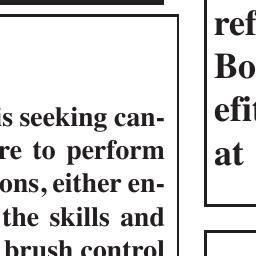 is seeking can-
re to perform
ons, either en-
the skills and
brush control
ref
Bo
efit
at